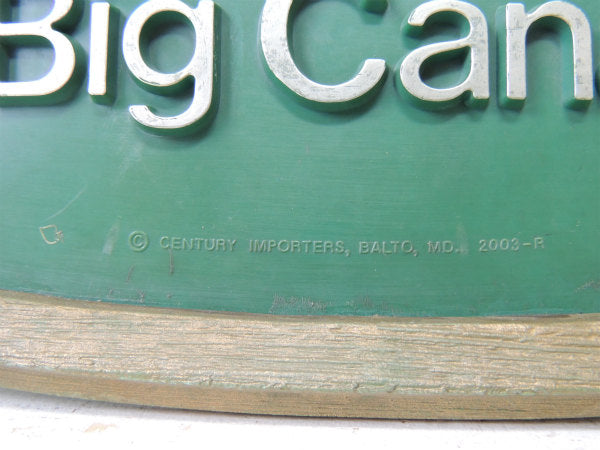 Big Can
© CENTURY IMPORTERS, BALTO, MD. 2003-R